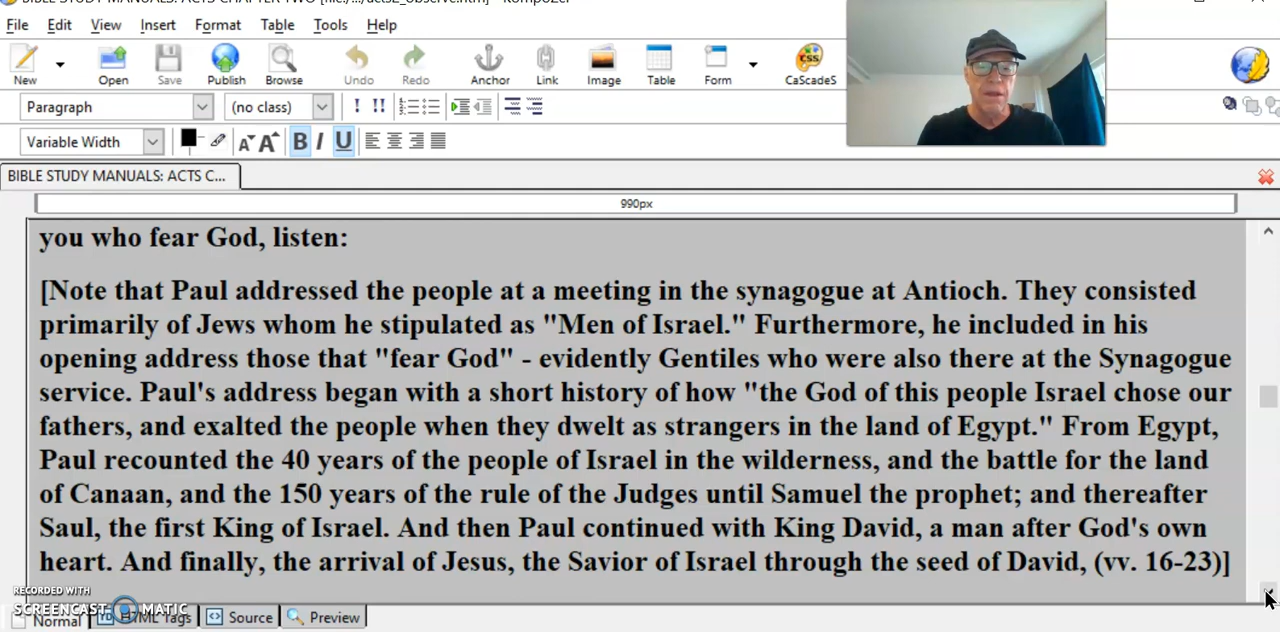 BIBLE STUDY MANUALS: ACTS CHAPTER TWO [file:/.../acts2_observe.htm] - KompoZer
File Edit View Insert Format Table Tools Help
New Open Save Publish Browse Undo Redo Anchor Link Image Table Form CaScadeS
Paragraph (no class) ! !!
Variable Width A A B I U
BIBLE STUDY MANUALS: ACTS C...
990px
you who fear God, listen:
[Note that Paul addressed the people at a meeting in the synagogue at Antioch. They consisted
primarily of Jews whom he stipulated as "Men of Israel." Furthermore, he included in his
opening address those that "fear God" - evidently Gentiles who were also there at the Synagogue
service. Paul's address began with a short history of how "the God of this people Israel chose our
fathers, and exalted the people when they dwelt as strangers in the land of Egypt." From Egypt,
Paul recounted the 40 years of the people of Israel in the wilderness, and the battle for the land
of Canaan, and the 150 years of the rule of the Judges until Samuel the prophet; and thereafter
Saul, the first King of Israel. And then Paul continued with King David, a man after God's own
heart. And finally, the arrival of Jesus, the Savior of Israel through the seed of David, (vv. 16-23)]
RECORDED WITH
SCREENCAST MATIC
Normal HTML Tags Source Preview